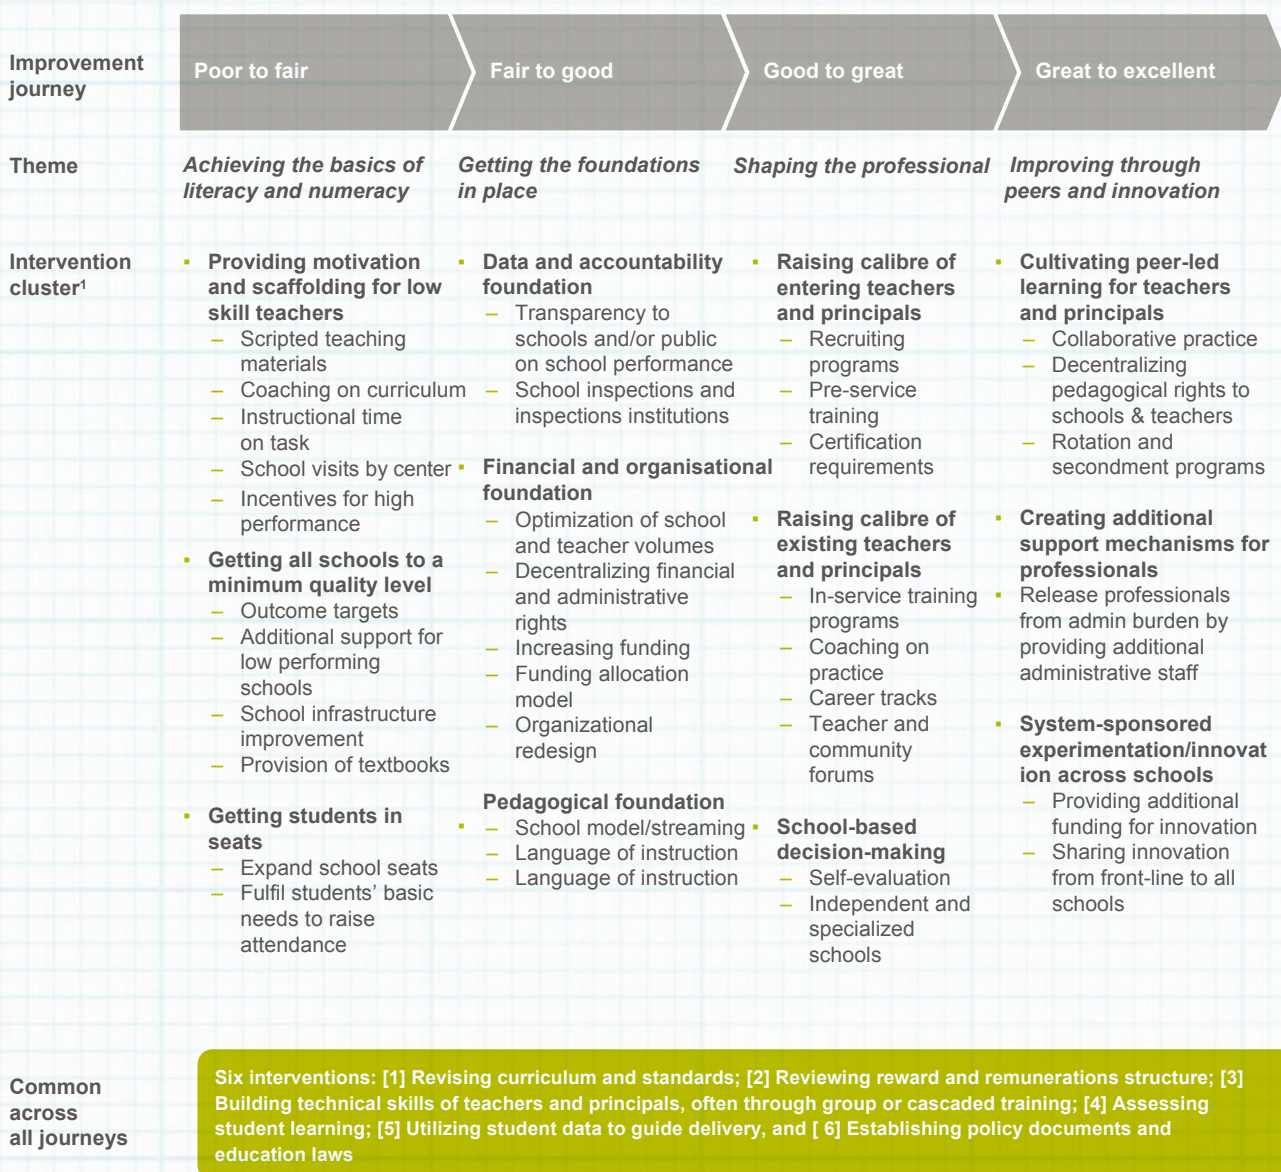 Improvement
journey
Poor to fair
Fair to good
Good to great
Great to excellent
Theme
Achieving the basics of
literacy and numeracy
Getting the foundations
in place
Shaping the professional
Improving through
peers and innovation
Intervention
cluster¹
▪ Providing motivation
and scaffolding for low
skill teachers
– Scripted teaching
materials
– Coaching on curriculum
– Instructional time
on task
– School visits by center
– Incentives for high
performance
▪ Getting all schools to a
minimum quality level
– Outcome targets
– Additional support for
low performing
schools
– School infrastructure
improvement
– Provision of textbooks
▪ Getting students in
seats
– Expand school seats
– Fulfil students’ basic
needs to raise
attendance
▪ Data and accountability
foundation
– Transparency to
schools and/or public
on school performance
– School inspections and
inspections institutions
▪ Financial and organisational
foundation
– Optimization of school
and teacher volumes
– Decentralizing financial
and administrative
rights
– Increasing funding
– Funding allocation
model
– Organizational
redesign
Pedagogical foundation
▪ – School model/streaming
– Language of instruction
– Language of instruction
▪ Raising calibre of
entering teachers
and principals
– Recruiting
programs
– Pre-service
training
– Certification
requirements
▪ Raising calibre of
existing teachers
and principals
– In-service training
programs
– Coaching on
practice
– Career tracks
– Teacher and
community
forums
▪ School-based
decision-making
– Self-evaluation
– Independent and
specialized
schools
▪ Cultivating peer-led
learning for teachers
and principals
– Collaborative practice
– Decentralizing
pedagogical rights to
schools & teachers
– Rotation and
secondment programs
▪ Creating additional
support mechanisms for
professionals
▪ Release professionals
from admin burden by
providing additional
administrative staff
▪ System-sponsored
experimentation/innovat
ion across schools
– Providing additional
funding for innovation
– Sharing innovation
from front-line to all
schools
Common
across
all journeys
Six interventions: [1] Revising curriculum and standards; [2] Reviewing reward and remunerations structure; [3]
Building technical skills of teachers and principals, often through group or cascaded training; [4] Assessing
student learning; [5] Utilizing student data to guide delivery, and [ 6] Establishing policy documents and
education laws